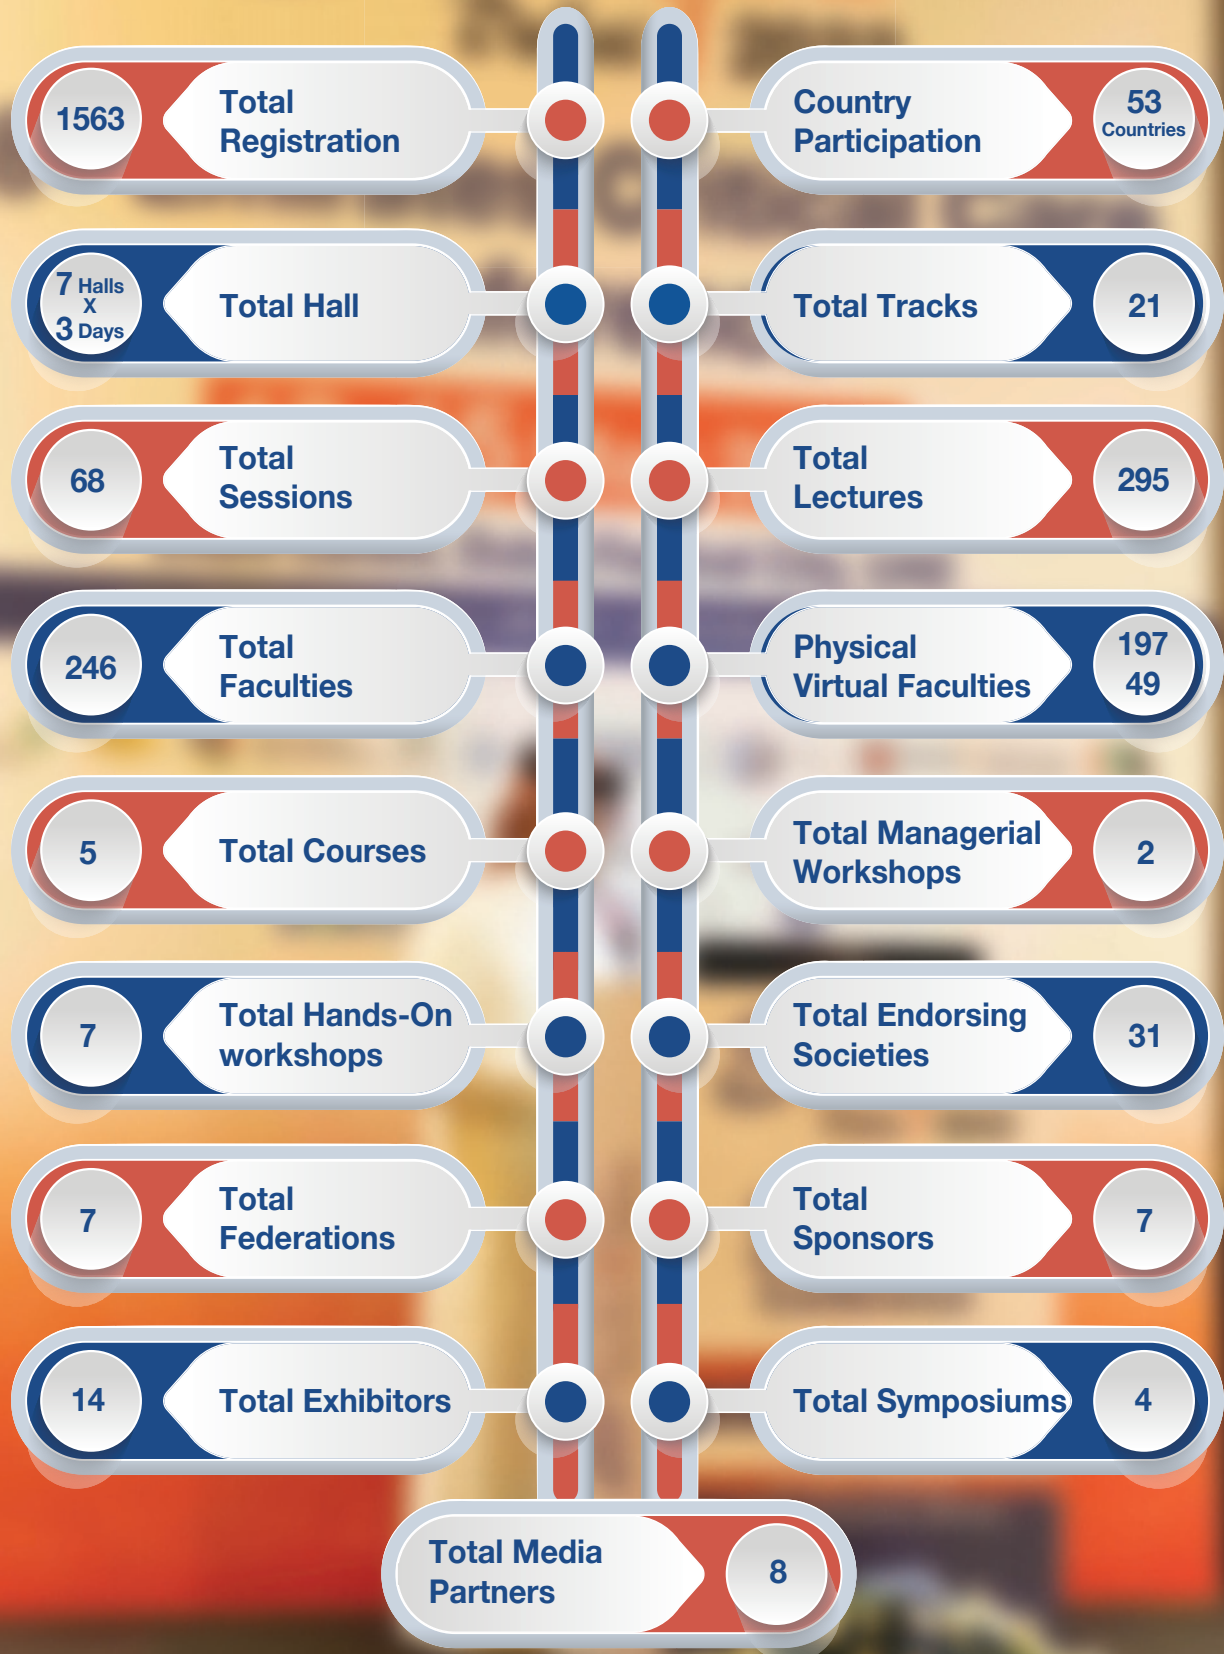 1563
Total
Registration
Country
Participation
53
Countries
7 Halls
X
3 Days
Total Hall
Total Tracks
21
68
Total
Sessions
Total
Lectures
295
246
Total
Faculties
Physical
Virtual Faculties
197
49
5
Total Courses
Total Managerial
Workshops
2
7
Total Hands-On
workshops
Total Endorsing
Societies
31
7
Total
Federations
Total
Sponsors
7
14
Total Exhibitors
Total Symposiums
4
Total Media
Partners
8